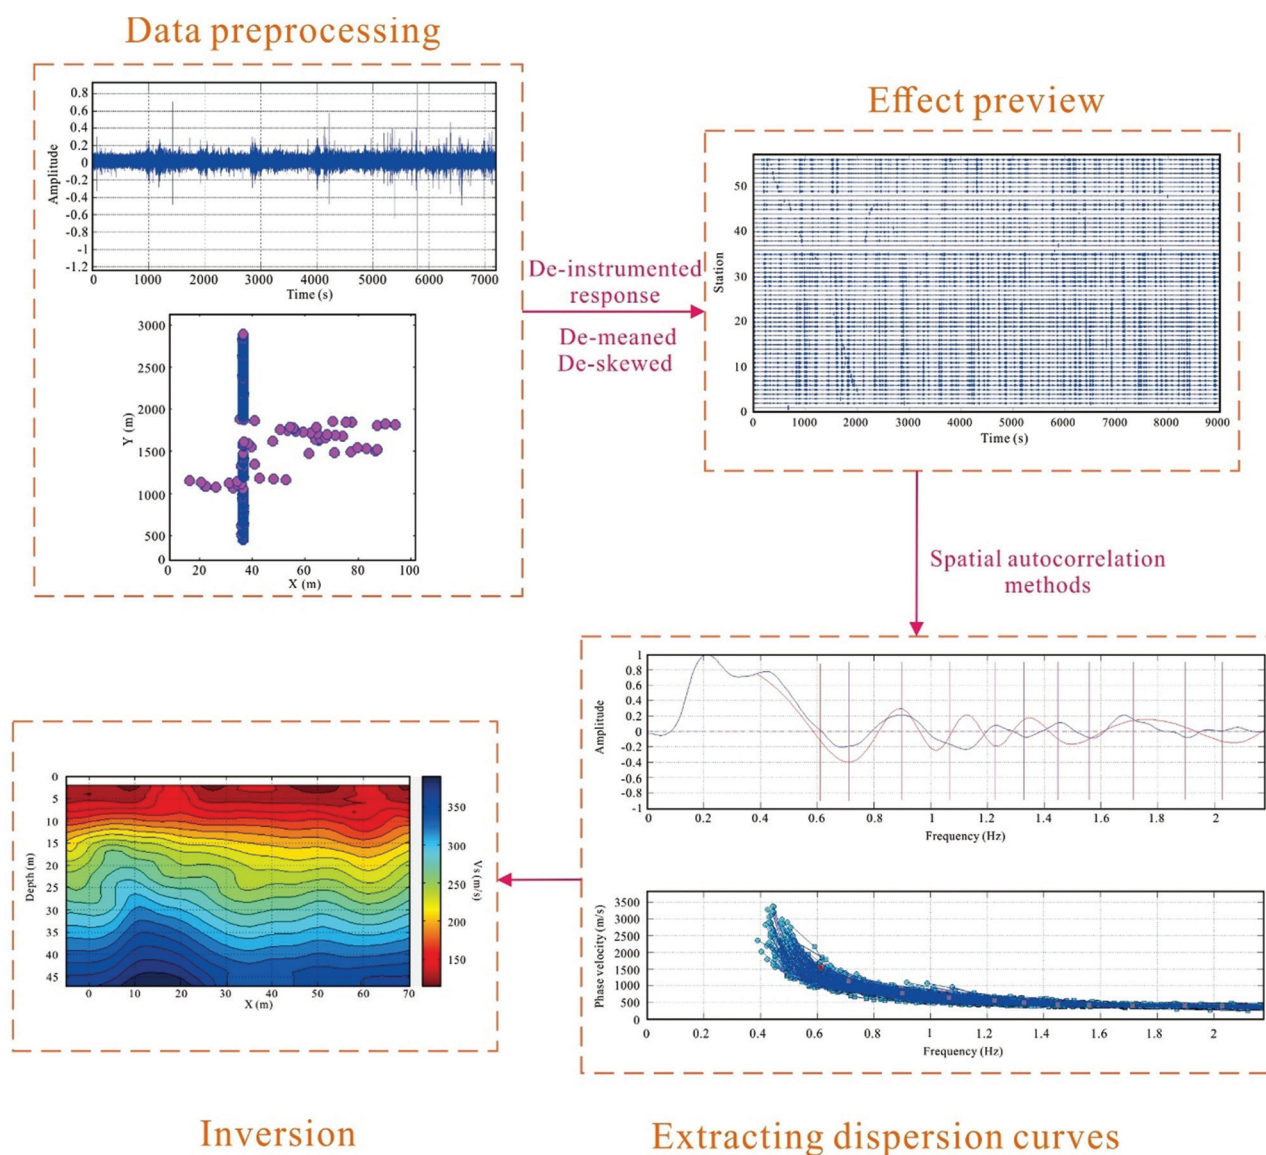 Data preprocessing
0.8
0.6
0.4
0.2
0
-0.2
-0.4
-0.6
-0.8
-1
-1.2
Amplitude
0 1000 2000 3000 4000 5000 6000 7000
Time (s)
3000
2500
2000
1500
1000
500
0
Y (m)
0 20 40 60 80 100
X (m)
De-instrumented
response
De-meaned
De-skewed
Effect preview
50
40
30
20
10
0
Station
0 1000 2000 3000 4000 5000 6000 7000 8000 9000
Time (s)
Spatial autocorrelation
methods
1
0.8
0.6
0.4
0.2
0
-0.2
-0.4
-0.6
-0.8
-1
Amplitude
0 0.2 0.4 0.6 0.8 1 1.2 1.4 1.6 1.8 2
Frequency (Hz)
3500
3000
2500
2000
1500
1000
500
0
Phase velocity (m/s)
0 0.2 0.4 0.6 0.8 1 1.2 1.4 1.6 1.8 2
Frequency (Hz)
Extracting dispersion curves
0
5
10
15
20
25
30
35
40
45
Depth (m)
0 10 20 30 40 50 60 70
X (m)
350
300
250
200
150
Vs (m/s)
Inversion